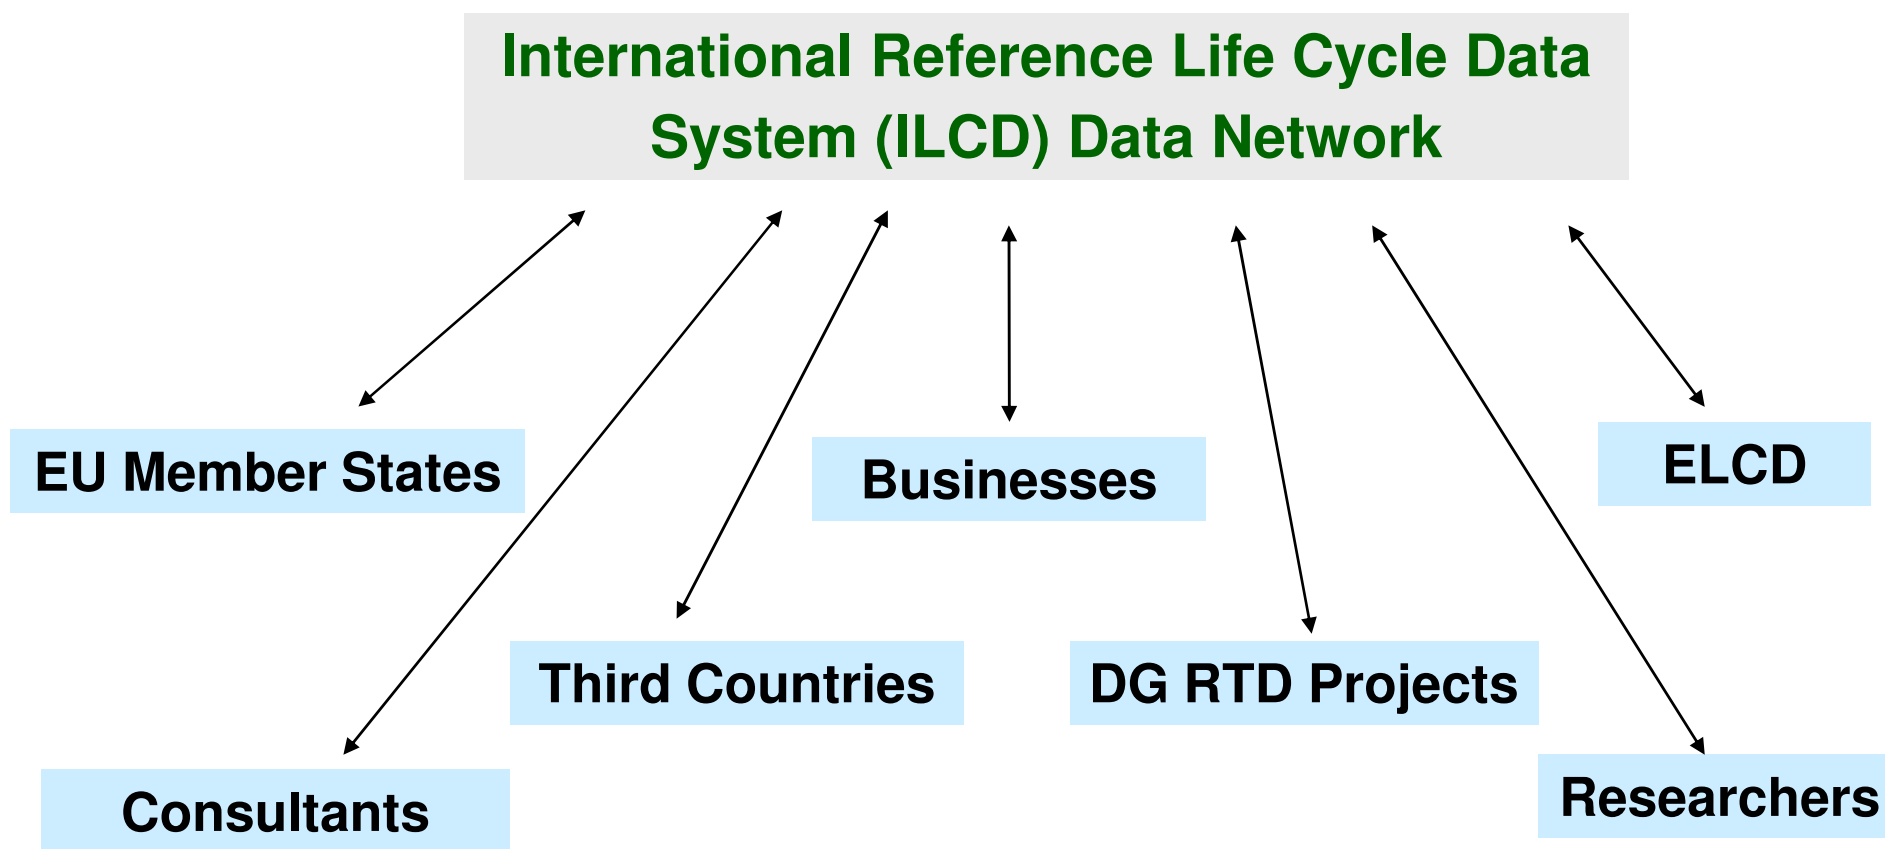 International Reference Life Cycle Data
System (ILCD) Data Network
EU Member States
Businesses
ELCD
Third Countries
DG RTD Projects
Consultants
Researchers